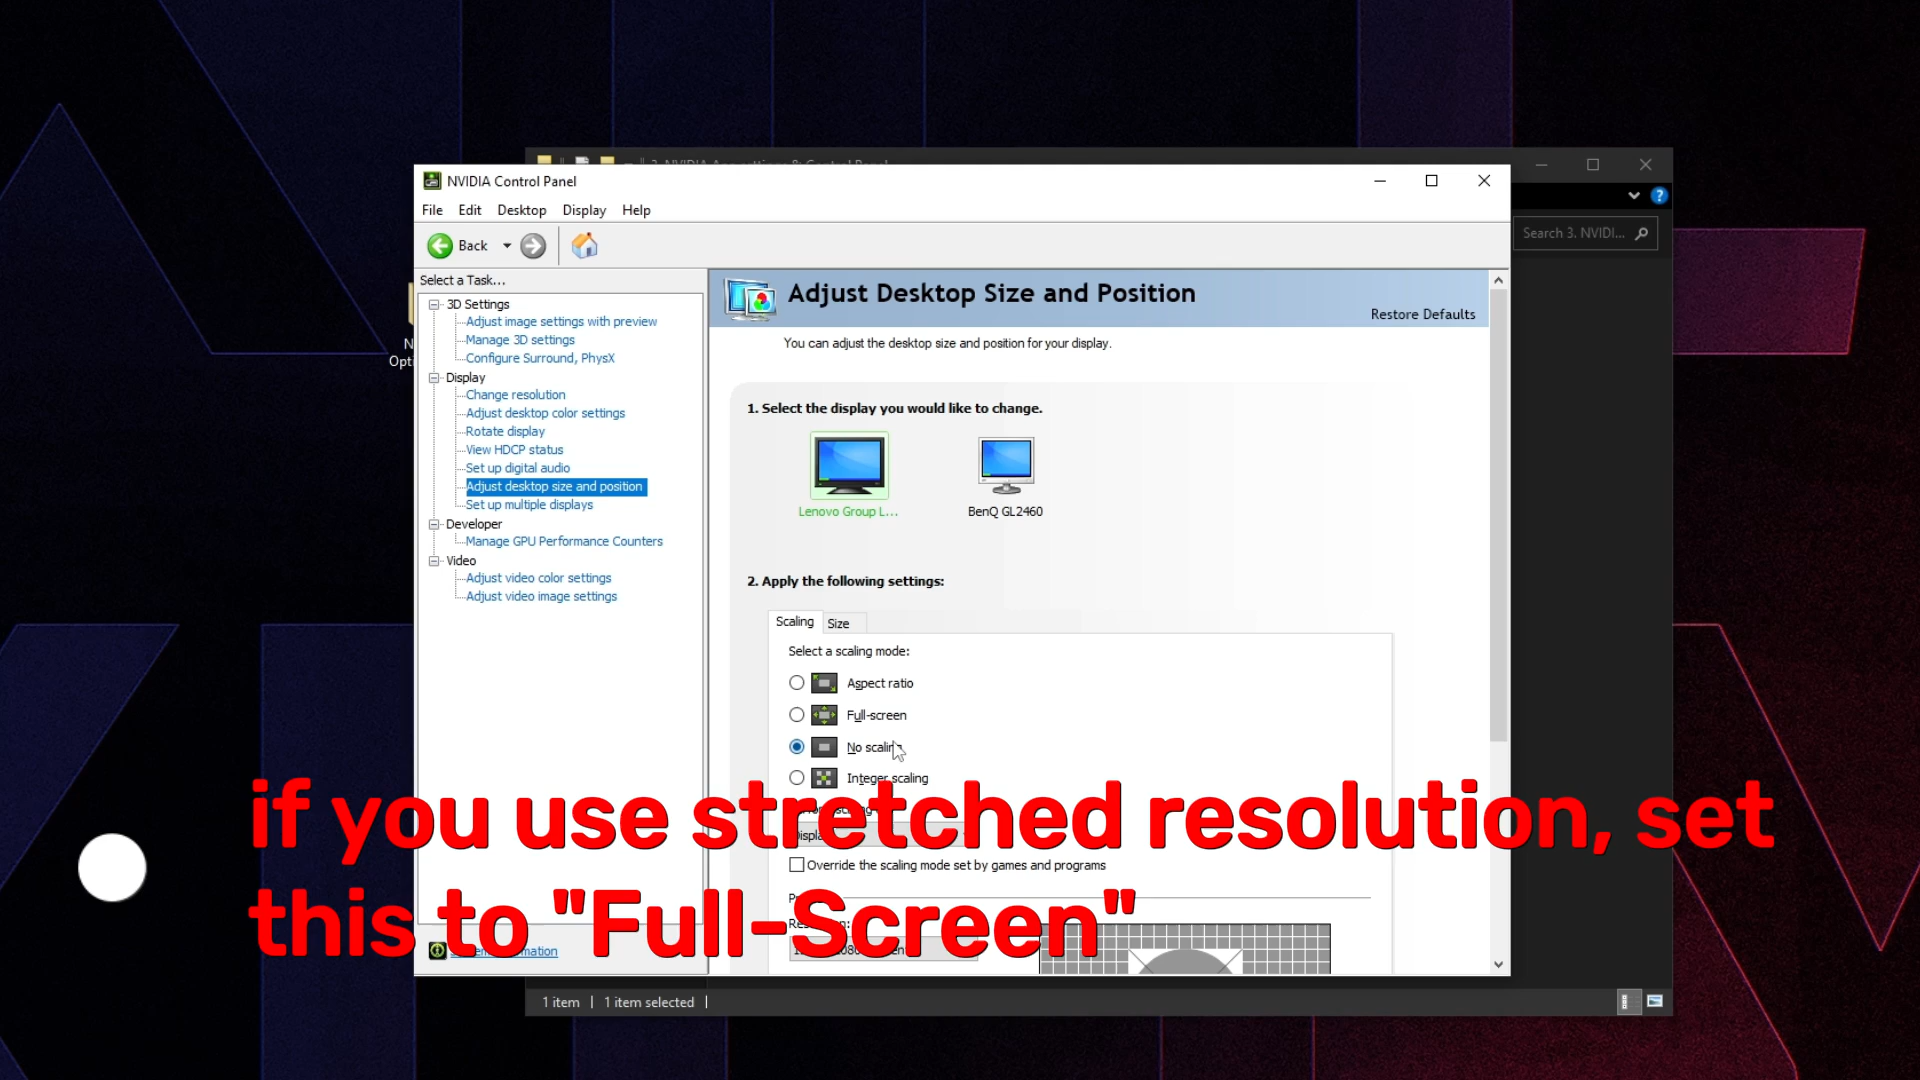 3. NVIDIA App settings & Control Panel
NVIDIA Control Panel
File Edit Desktop Display Help
Back
Search 3. NVIDI...
Select a Task...
3D Settings
Adjust image settings with preview
Manage 3D settings
Configure Surround, PhysX
Display
Change resolution
Adjust desktop color settings
Rotate display
View HDCP status
Set up digital audio
Adjust desktop size and position
Set up multiple displays
Developer
Manage GPU Performance Counters
Video
Adjust video color settings
Adjust video image settings
Adjust Desktop Size and Position
Restore Defaults
You can adjust the desktop size and position for your display.
1. Select the display you would like to change.
Lenovo Group L...
BenQ GL2460
2. Apply the following settings:
Scaling Size
Select a scaling mode:
Aspect ratio
Full-screen
No scaling
Integer scaling
Override the scaling mode set by games and programs
if you use stretched resolution, set
this to "Full-Screen"
1 item | 1 item selected |